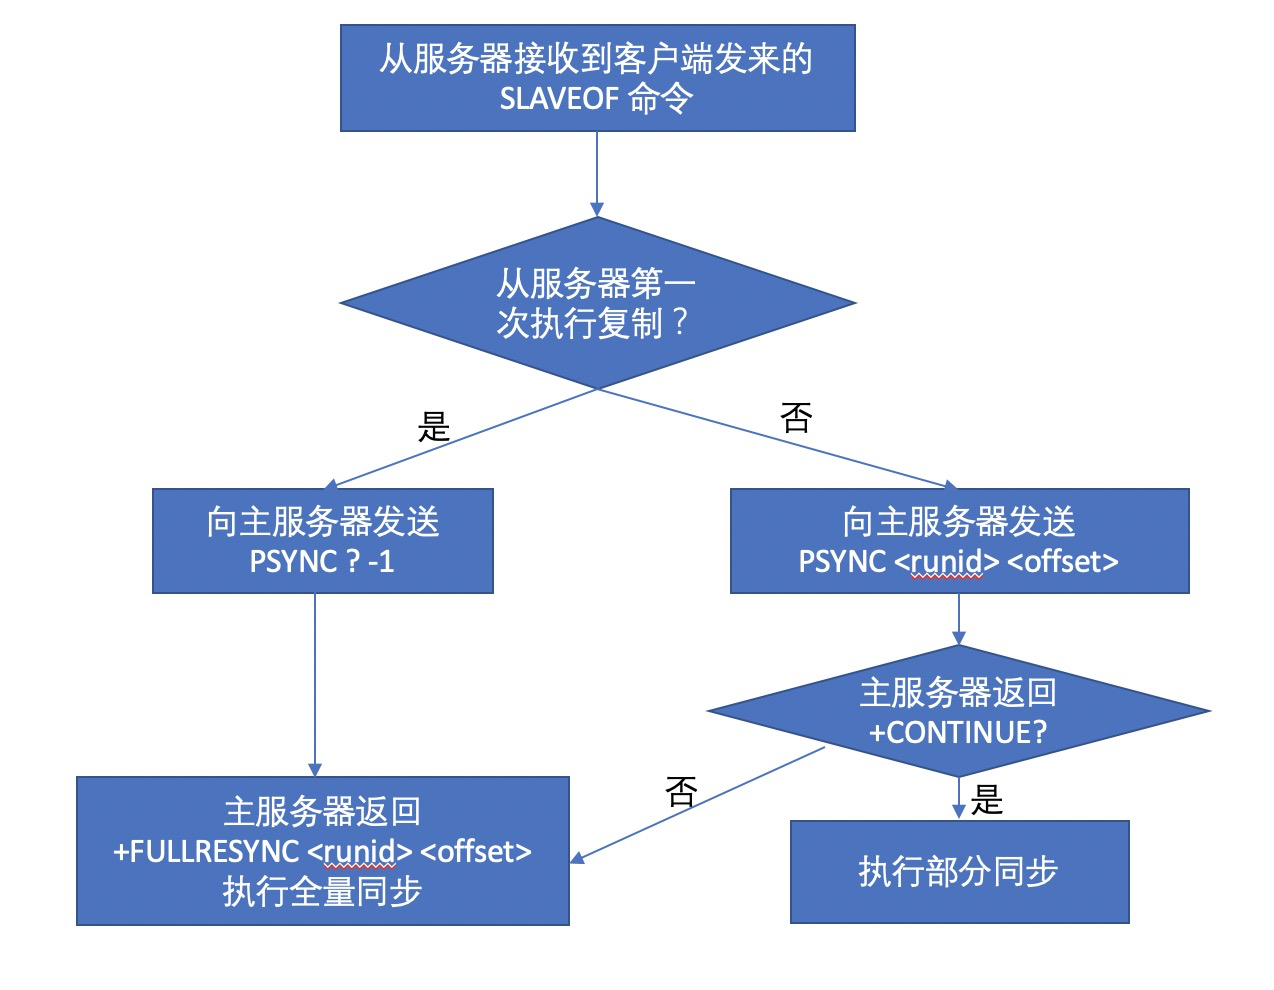 从服务器接收到客户端发来的
SLAVEOF 命令
从服务器第一
次执行复制？
是
否
向主服务器发送
PSYNC ? -1
向主服务器发送
PSYNC <runid> <offset>
主服务器返回
+CONTINUE?
否
是
主服务器返回
+FULLRESYNC <runid> <offset>
执行全量同步
执行部分同步